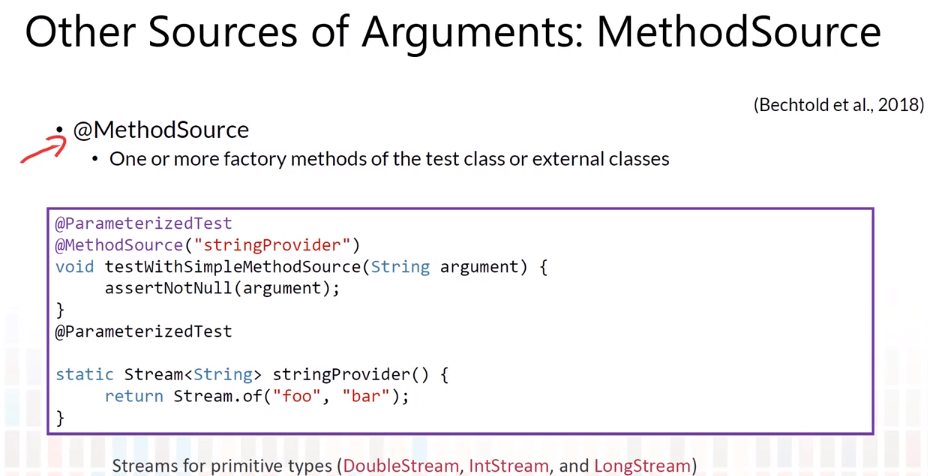 Other Sources of Arguments: MethodSource
(Bechtold et al., 2018)
• @MethodSource
• One or more factory methods of the test class or external classes
@ParameterizedTest
@MethodSource("stringProvider")
void testWithSimpleMethodSource(String argument) {
assertNotNull(argument);
}
@ParameterizedTest
static Stream<String> stringProvider() {
return Stream.of("foo", "bar");
}
Streams for primitive types (DoubleStream, IntStream, and LongStream)